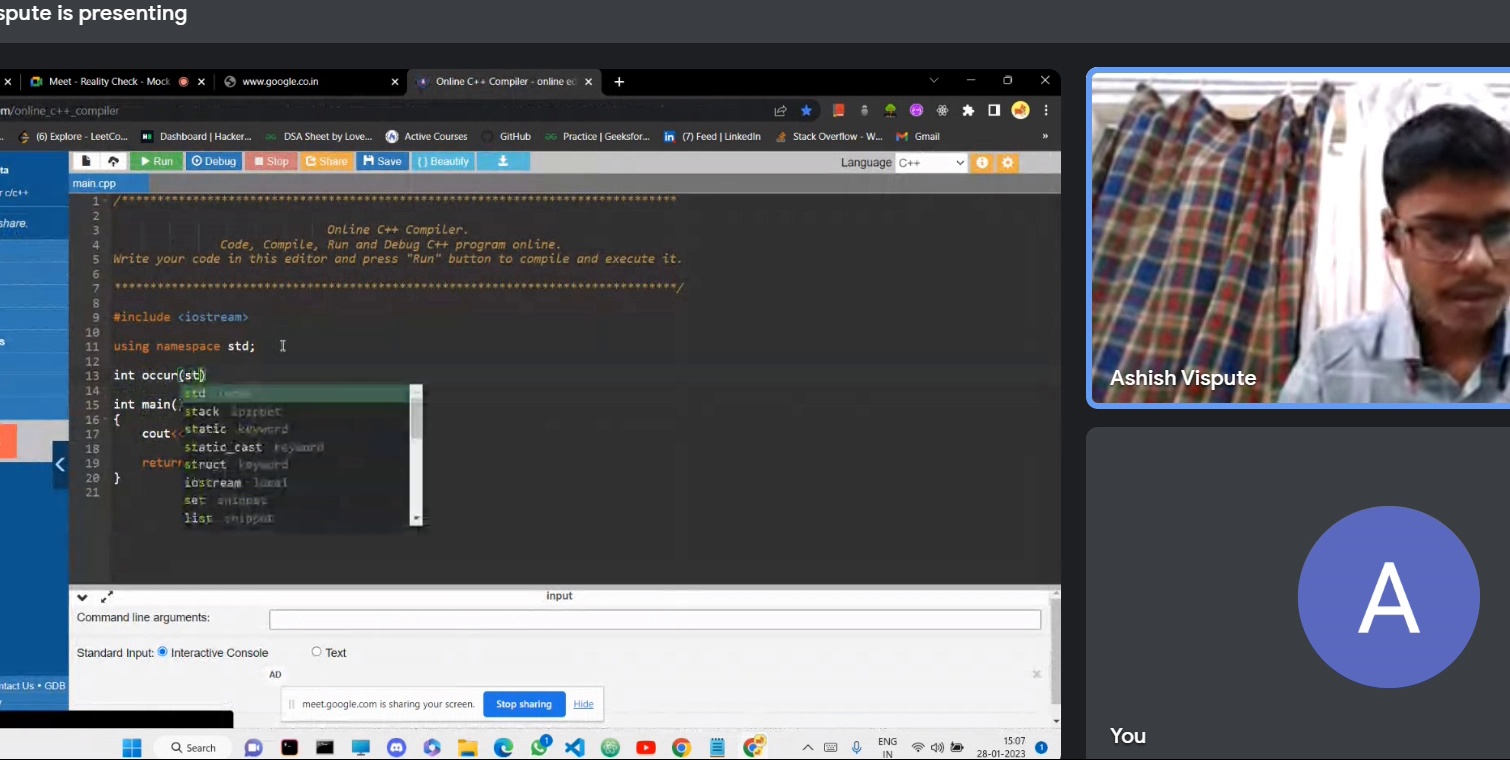 spute is presenting
Meet - Reality Check - Mock
www.google.co.in
Online C++ Compiler - online ed
m/online_c++_compiler
(6) Explore - LeetCo...
Dashboard | Hacker...
DSA Sheet by Love...
Active Courses
GitHub
Practice | Geeksfor...
(7) Feed | LinkedIn
Stack Overflow - W...
Gmail
»
ta
r c/c++
share.
s
ntact Us • GDB
Run
Debug
Stop
Share
Save
{ } Beautify
Language C++
main.cpp
1 /******************************************************************************
2
3 Online C++ Compiler.
4 Code, Compile, Run and Debug C++ program online.
5 Write your code in this editor and press "Run" button to compile and execute it.
6
7 *******************************************************************************/
8
9 #include <iostream>
10
11 using namespace std;
12
13 int occur(st)
14
15 int main()
16 {
17 cout<
18
19 return
20 }
21
std
stack snippet
static keyword
static_cast keyword
struct keyword
iostream local
set snippet
list snippet
input
Command line arguments:
Standard Input: Interactive Console Text
AD
meet.google.com is sharing your screen. Stop sharing Hide
Search
ENG
IN
15:07
28-01-2023
1
Ashish Vispute
A
You